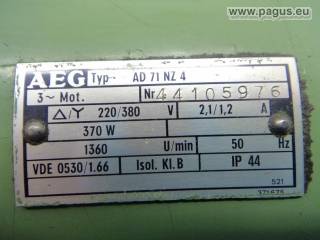 © www.pagus.eu
AEG Typ AD 71 NZ 4
3~ Mot. Nr 44105976
△/Y 220/380 V 2,1/1,2 A
370 W
1360 U/min 50 Hz
VDE 0530/1.66 Isol. Kl. B IP 44
521